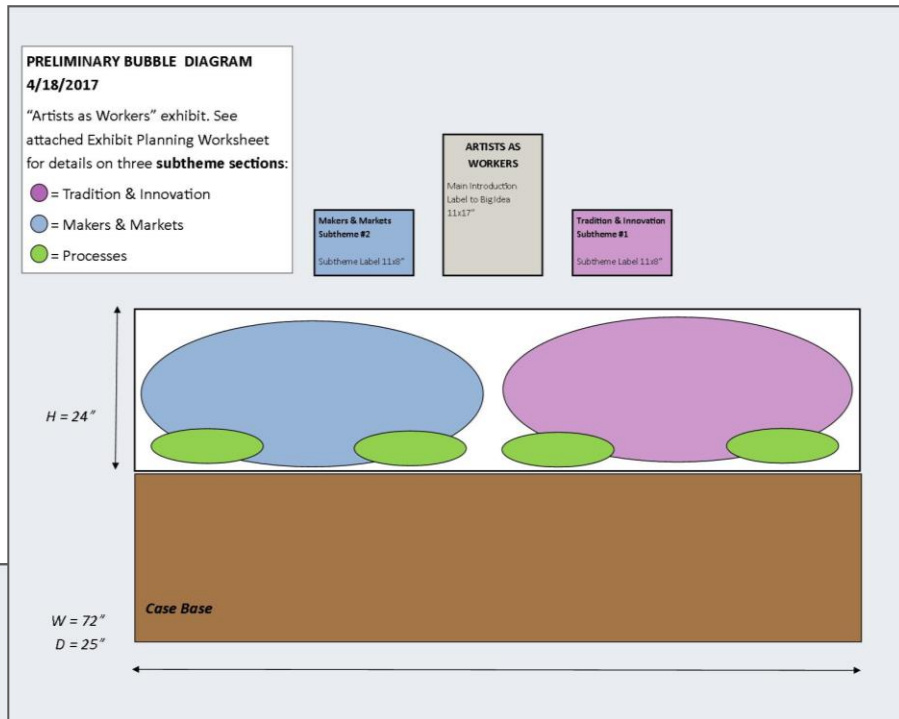 PRELIMINARY BUBBLE DIAGRAM
4/18/2017
“Artists as Workers” exhibit. See
attached Exhibit Planning Worksheet
for details on three subtheme sections:
= Tradition & Innovation
= Makers & Markets
= Processes
ARTISTS AS
WORKERS
Main Introduction
Label to Big Idea
11x17”
Makers & Markets
Subtheme #2
Subtheme Label 11x8”
Tradition & Innovation
Subtheme #1
Subtheme Label 11x8”
H = 24”
Case Base
W = 72”
D = 25”